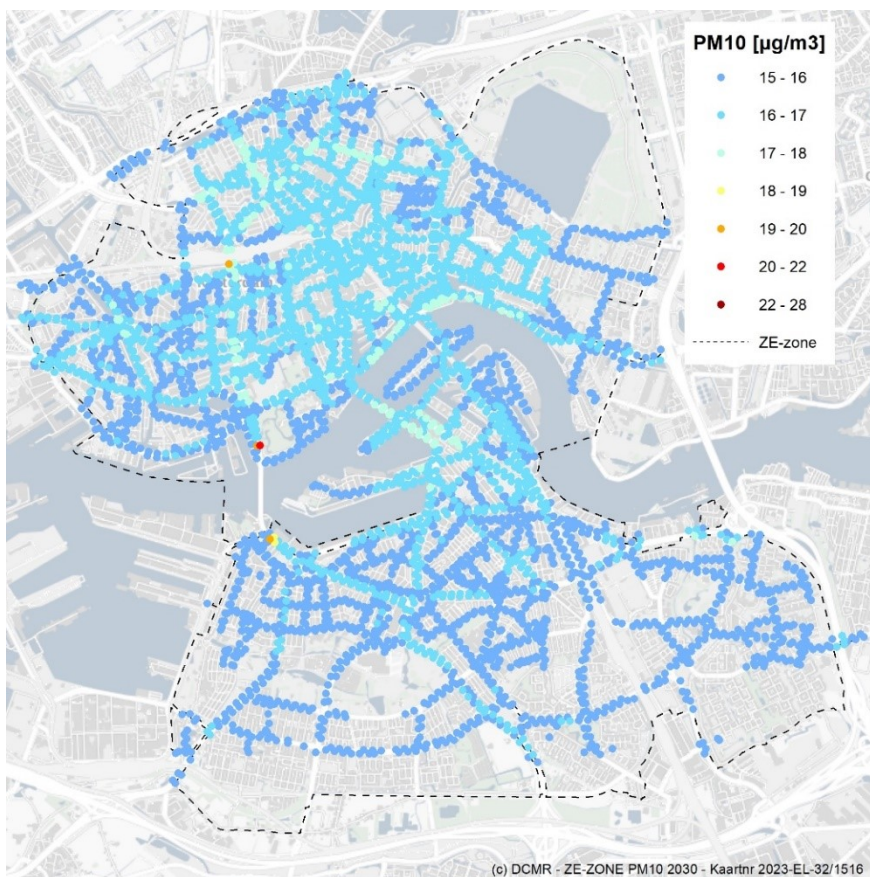 PM10 [µg/m3]
15 - 16
16 - 17
17 - 18
18 - 19
19 - 20
20 - 22
22 - 28
ZE-zone
(c) DCMR - ZE-ZONE PM10 2030 - Kaartnr 2023-EL-32/1516